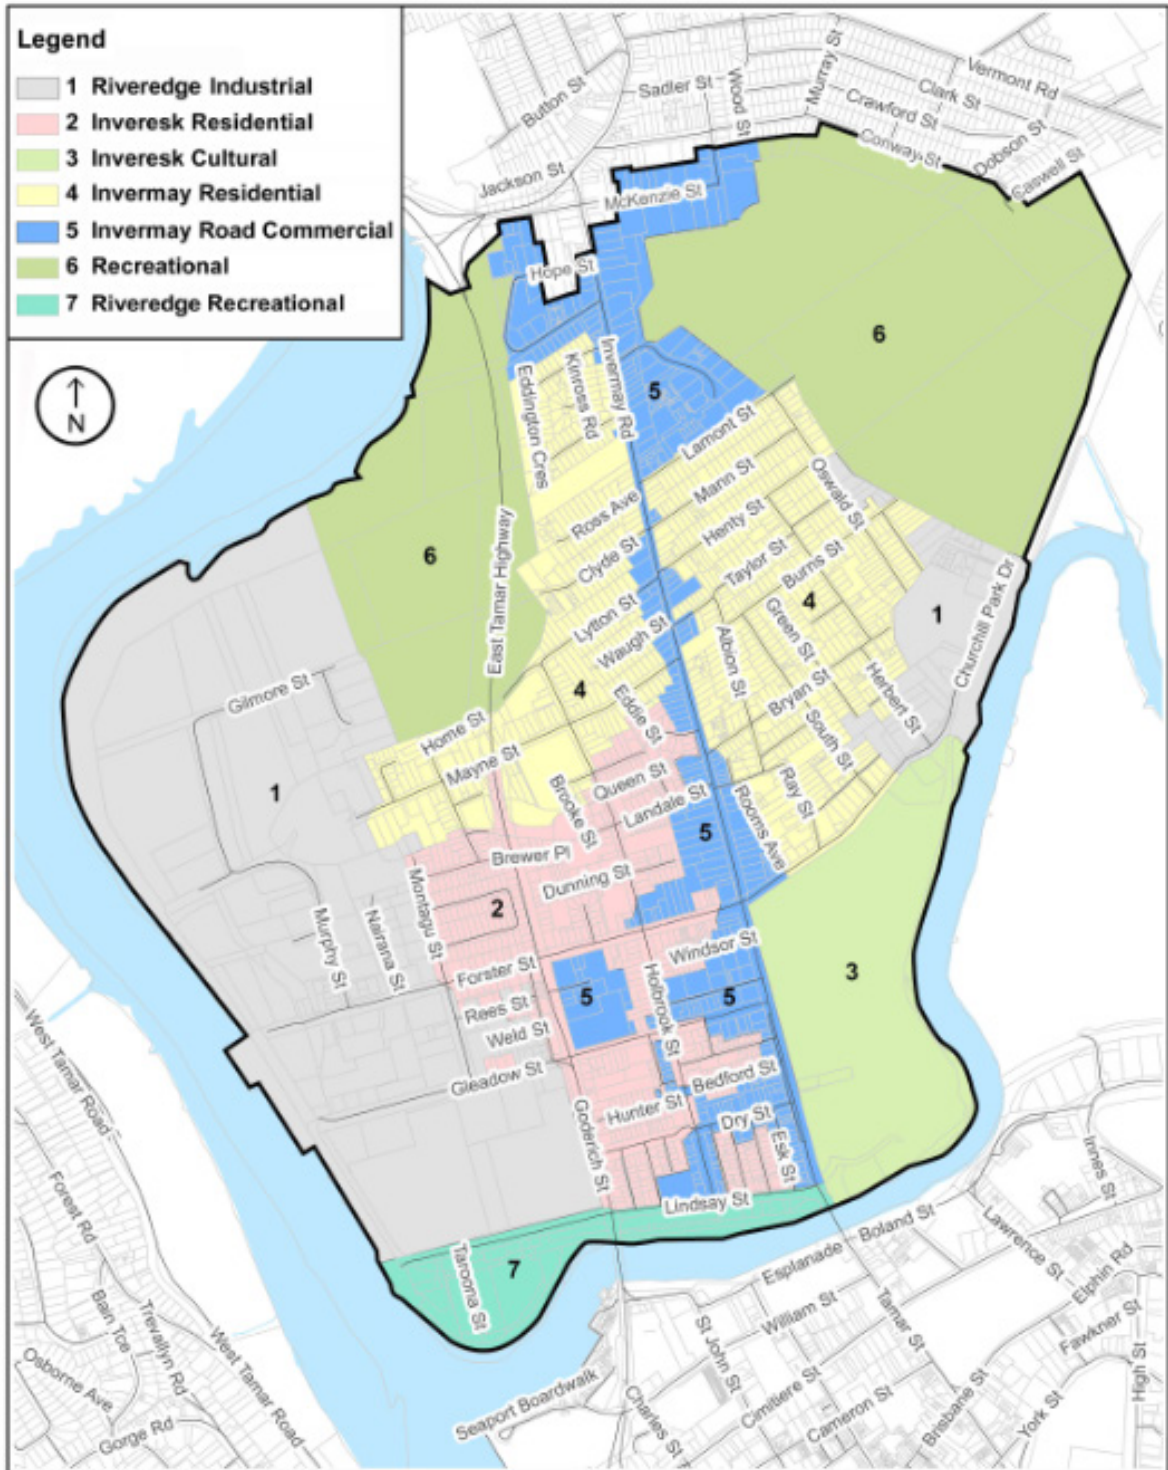 Legend
1 Riveredge Industrial
2 Inveresk Residential
3 Inveresk Cultural
4 Invermay Residential
5 Invermay Road Commercial
6 Recreational
7 Riveredge Recreational
N
Button St
Sadler St
Wood St
Murray St
Vermont Rd
Clark St
Crawford St
Conway St
Dobson St
Caswell St
Jackson St
McKenzie St
Hope St
6
Eddington Cres
Kinross Rd
Invermay Rd
5
Lamont St
Mann St
Oswald St
Ross Ave
Henty St
East Tamar Highway
6
Clyde St
Taylor St
Burns St
Churchill Park Dr
Lytton St
Waugh St
4
Green St
1
Albion St
Gilmore St
4
Eddie St
Bryan St
Herbert St
South St
Home St
Mayne St
Queen St
Brooke St
Landale St
Ray St
Rooms Ave
1
5
Brewer Pl
Dunning St
Montagu St
2
Murphy St
Nairana St
Forster St
Windsor St
3
5
5
Holbrook St
Rees St
Weld St
Gleadow St
Bedford St
Hunter St
Dry St
Esk St
Goderich St
Lindsay St
7
Taroona St
West Tamar Road
Forest Rd
Bain Tce
Trevallyn Rd
West Tamar Road
Osborne Ave
Gorge Rd
Innes St
Boland St
Esplanade
Lawrence St
Elphin Rd
William St
Tamar St
Fawkner St
High St
St John St
Cimitiere St
Cameron St
Brisbane St
York St
Seaport Boardwalk
Charles St